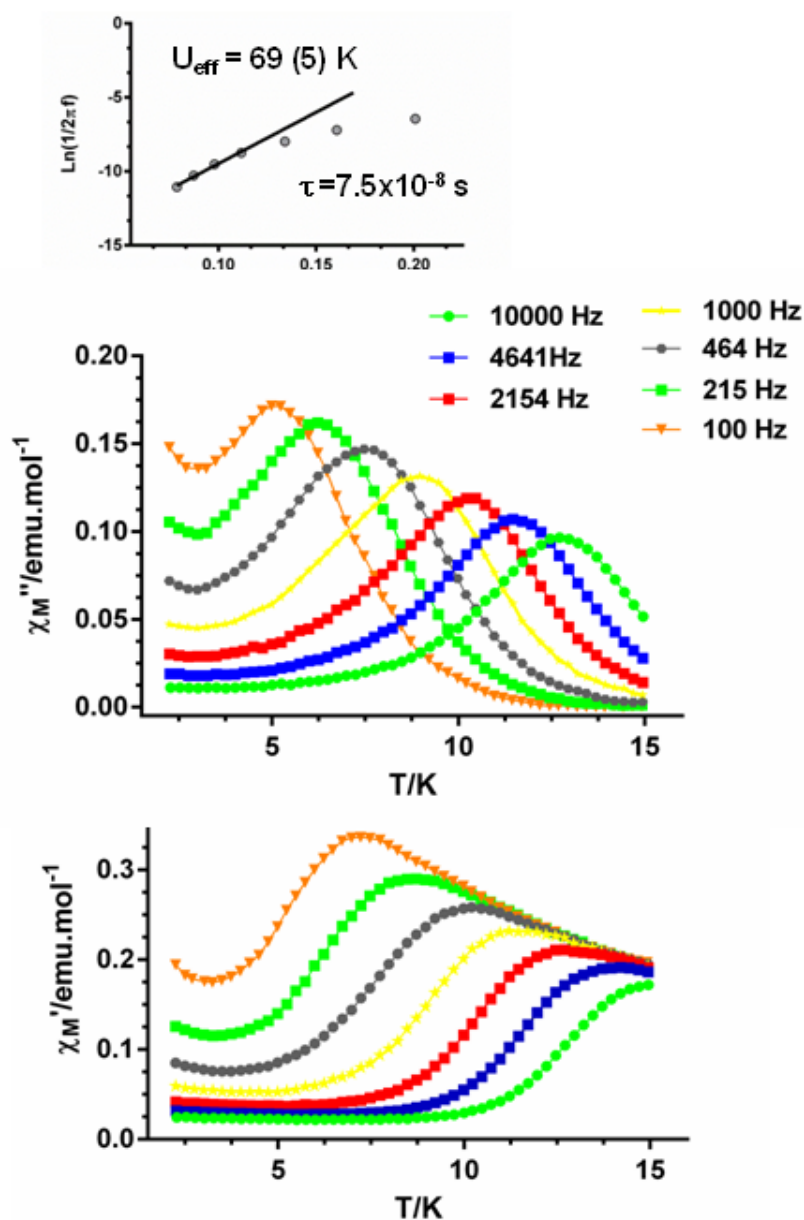 0
U_eff = 69 (5) K
-5
Ln(1/2πf)
-10
τ =7.5x10⁻⁸ s
-15
0.10 0.15 0.20
10000 Hz 1000 Hz
4641Hz 464 Hz
2154 Hz 215 Hz
100 Hz
0.20
0.15
χ_M''/emu.mol⁻¹
0.10
0.05
0.00
5 10 15
T/K
0.3
χ_M'/emu.mol⁻¹
0.2
0.1
0.0
5 10 15
T/K